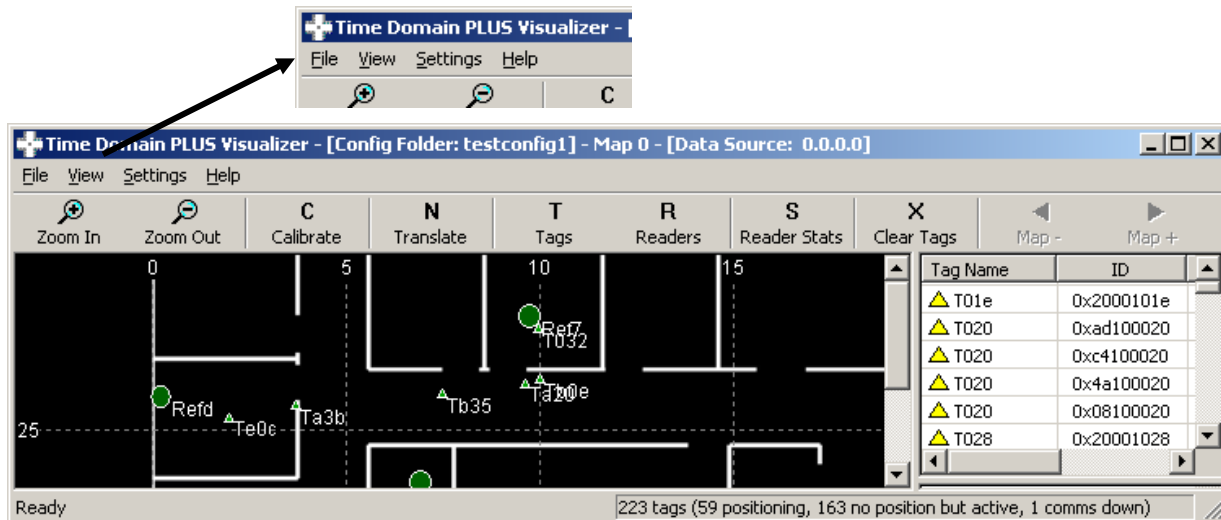 Time Domain PLUS Visualizer - [
File View Settings Help
C
Time Domain PLUS Visualizer - [Config Folder: testconfig1] - Map 0 - [Data Source: 0.0.0.0]
File View Settings Help
C N T R S X
Zoom In Zoom Out Calibrate Translate Tags Readers Reader Stats Clear Tags Map - Map +
0 5 10 15 Tag Name ID
T01e 0x2000101e
Ref7
T032 T020 0xad100020
T020 0xc4100020
Ta20
Refd Tb35 T020 0x4a100020
Te0c Ta3b T020 0x08100020
25 T028 0x20001028
Ready 223 tags (59 positioning, 163 no position but active, 1 comms down)